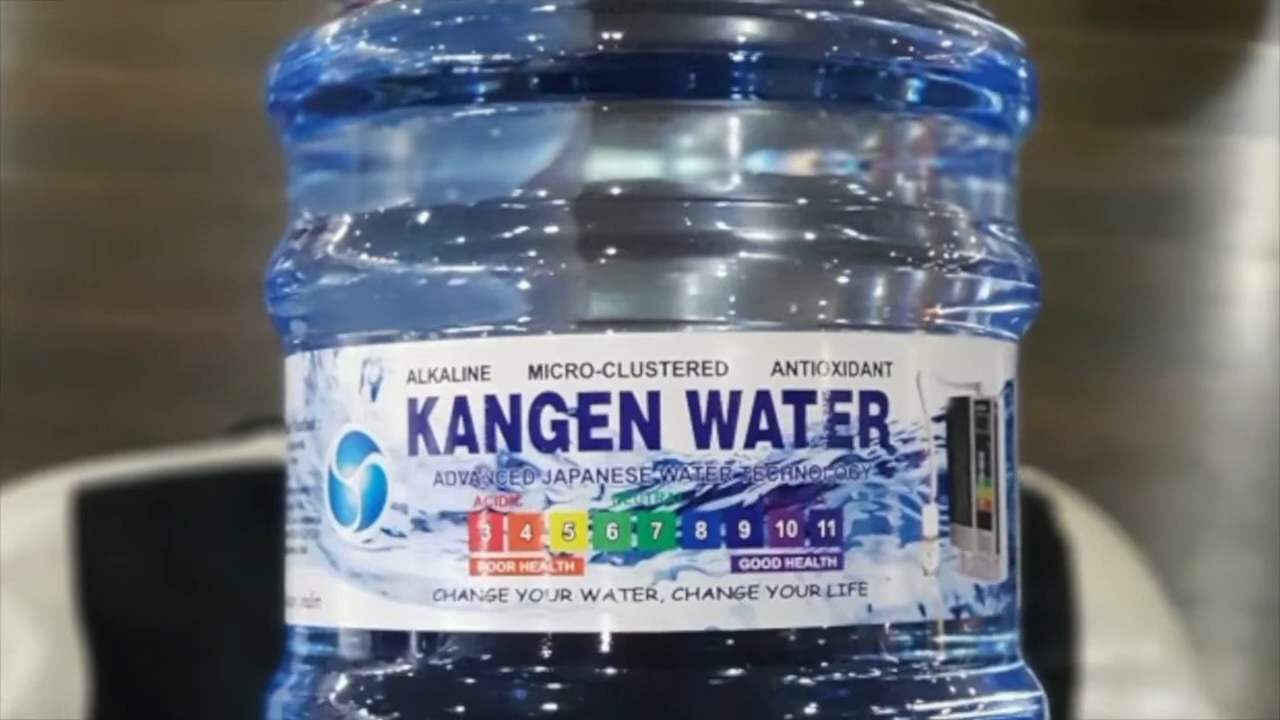 ALKALINE MICRO-CLUSTERED ANTIOXIDANT
KANGEN WATER
ADVANCED JAPANESE WATER TECHNOLOGY
ACIDIC NEUTRAL
3 4 5 6 7 8 9 10 11
POOR HEALTH GOOD HEALTH
CHANGE YOUR WATER, CHANGE YOUR LIFE